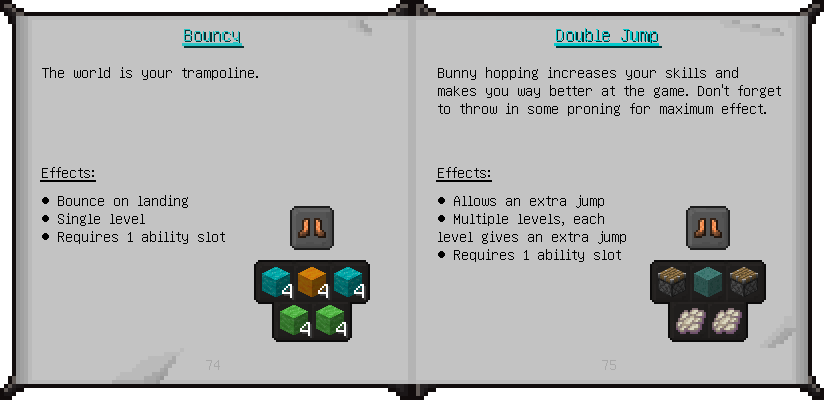 Bouncy
The world is your trampoline.
Effects:
• Bounce on landing
• Single level
• Requires 1 ability slot
4
4
4
4
4
74
Double Jump
Bunny hopping increases your skills and
makes you way better at the game. Don't forget
to throw in some proning for maximum effect.
Effects:
• Allows an extra jump
• Multiple levels, each
level gives an extra jump
• Requires 1 ability slot
75